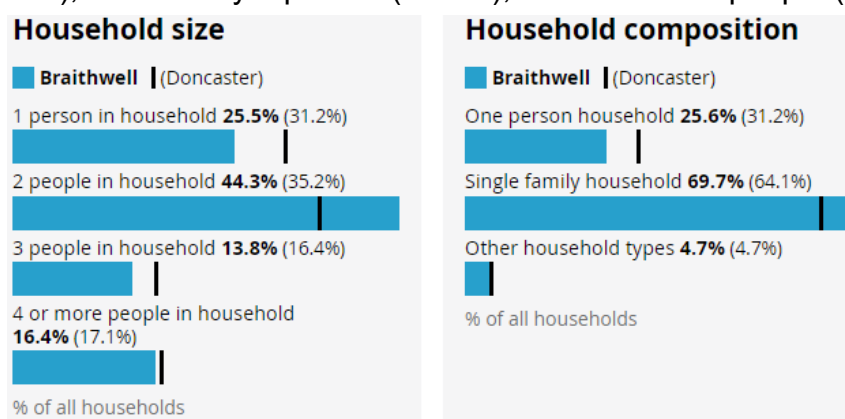 Household size
Braithwell (Doncaster)
1 person in household 25.5% (31.2%)
2 people in household 44.3% (35.2%)
3 people in household 13.8% (16.4%)
4 or more people in household
16.4% (17.1%)
% of all households
Household composition
Braithwell (Doncaster)
One person household 25.6% (31.2%)
Single family household 69.7% (64.1%)
Other household types 4.7% (4.7%)
% of all households